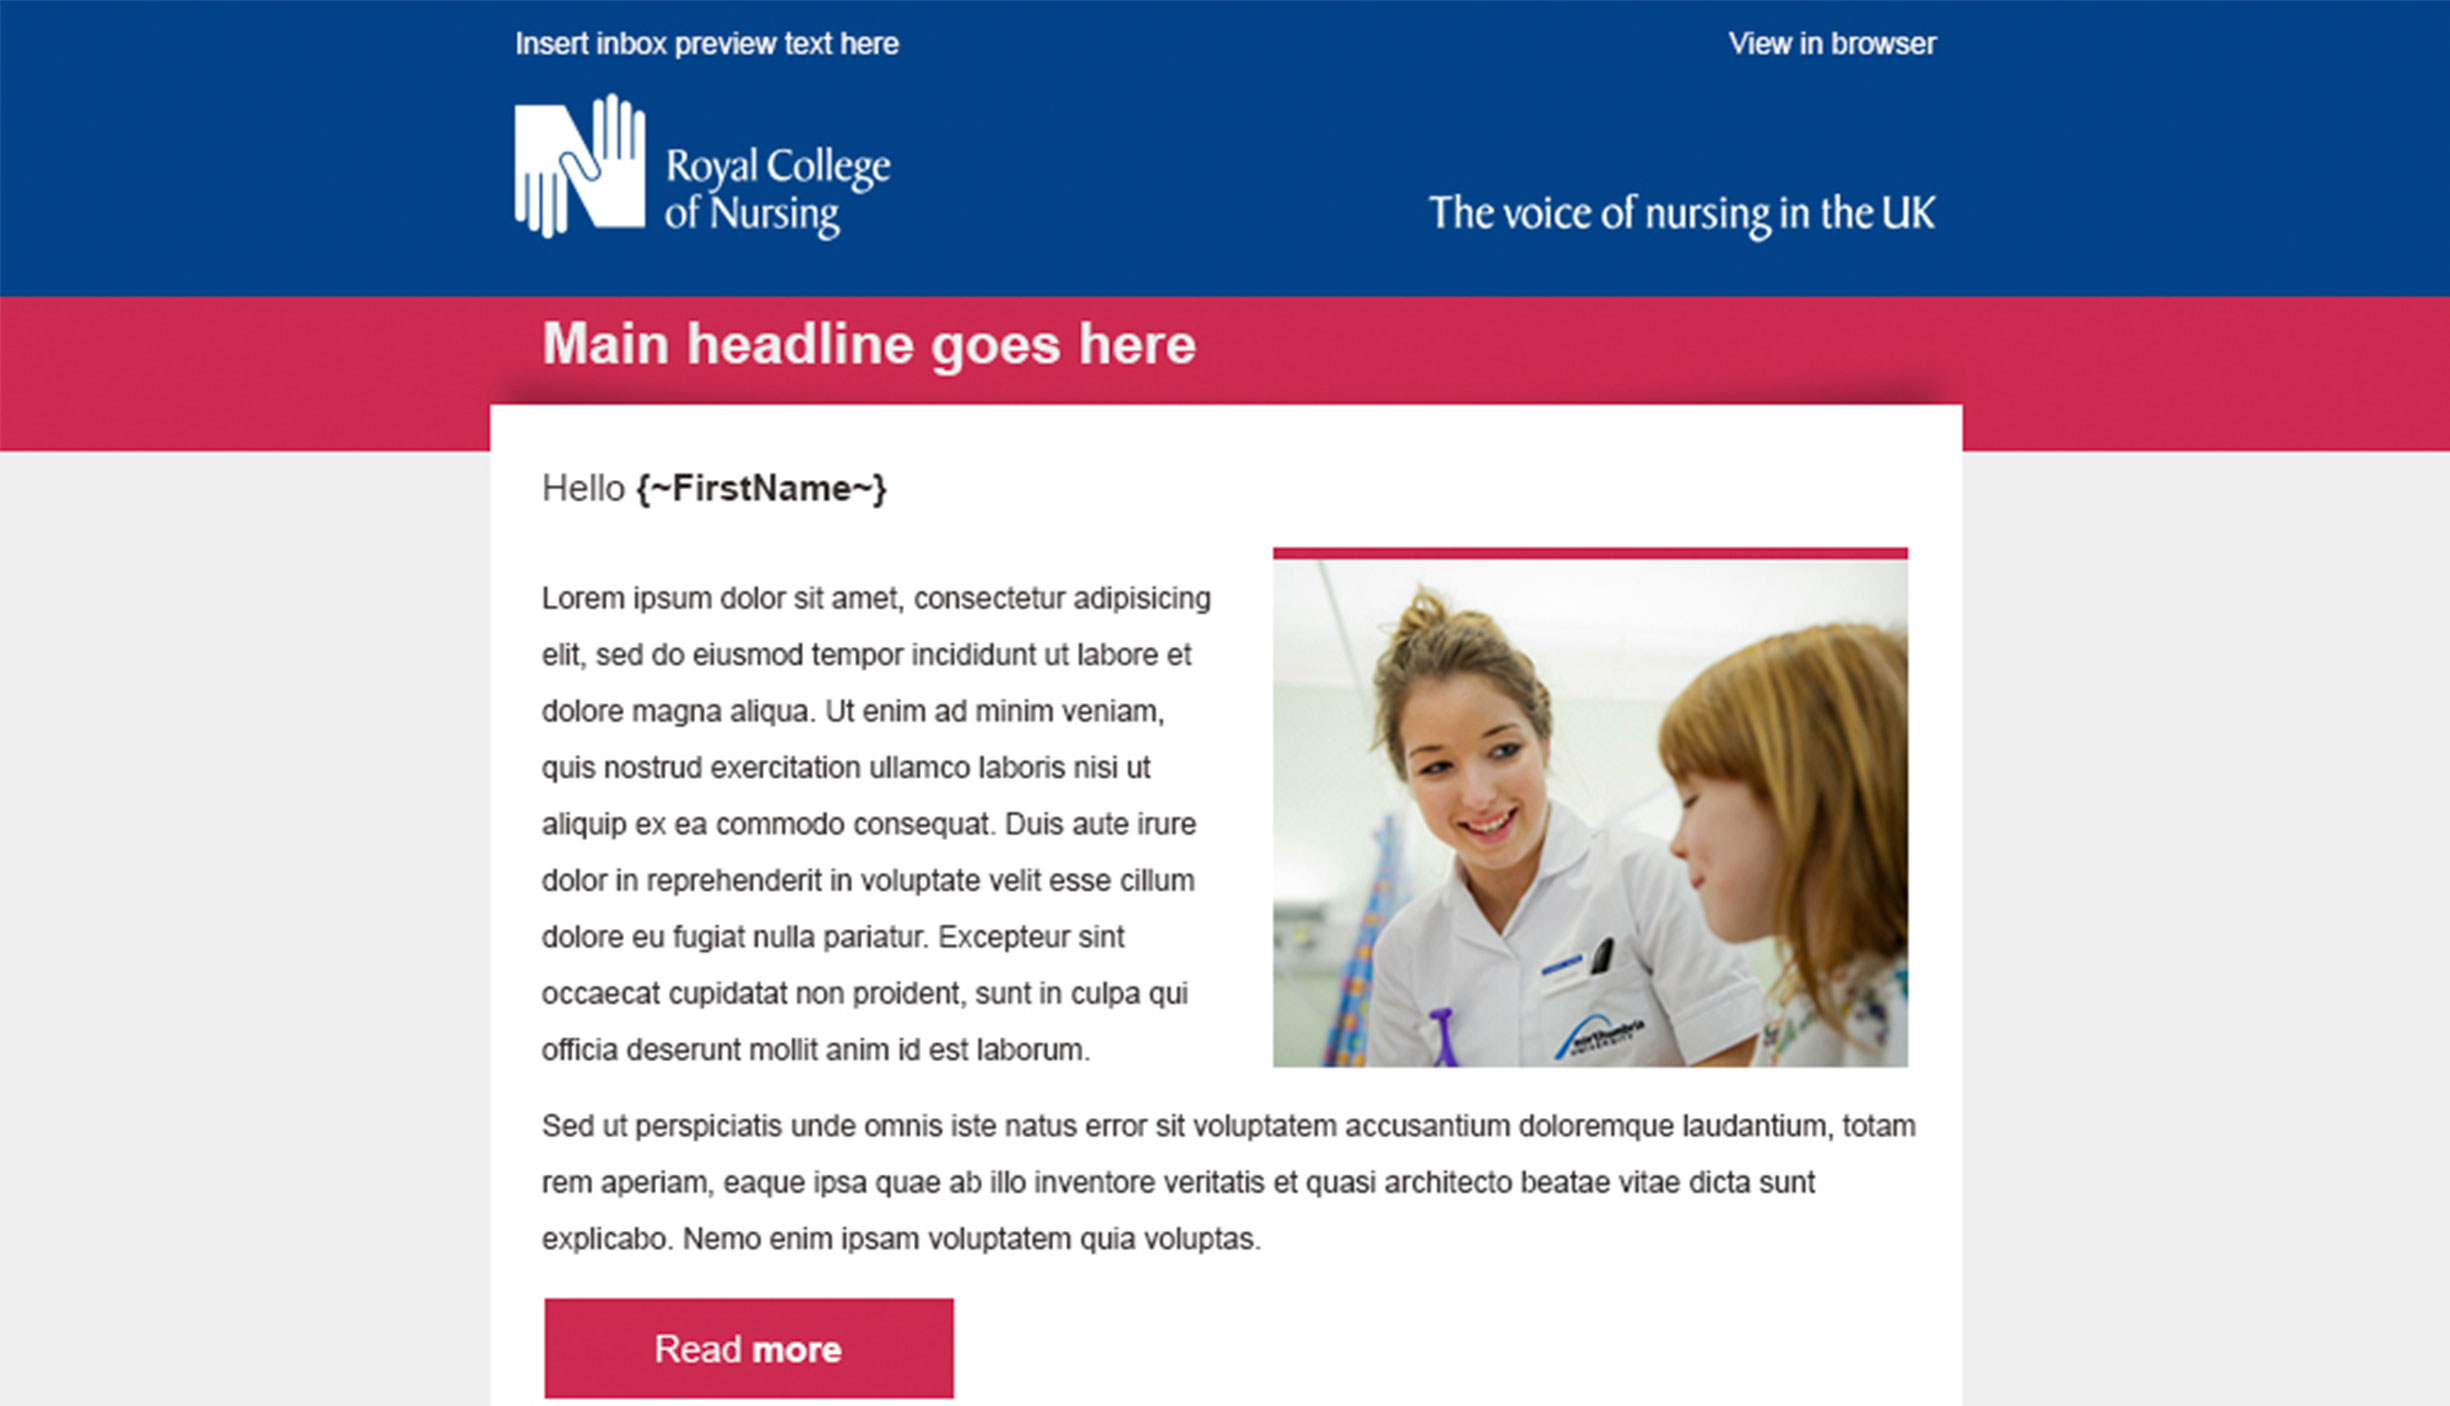 Insert inbox preview text here
View in browser
Royal College
of Nursing
The voice of nursing in the UK
Main headline goes here
Hello {~FirstName~}
Lorem ipsum dolor sit amet, consectetur adipisicing
elit, sed do eiusmod tempor incididunt ut labore et
dolore magna aliqua. Ut enim ad minim veniam,
quis nostrud exercitation ullamco laboris nisi ut
aliquip ex ea commodo consequat. Duis aute irure
dolor in reprehenderit in voluptate velit esse cillum
dolore eu fugiat nulla pariatur. Excepteur sint
occaecat cupidatat non proident, sunt in culpa qui
officia deserunt mollit anim id est laborum.
northumbria
UNIVERSITY
Sed ut perspiciatis unde omnis iste natus error sit voluptatem accusantium doloremque laudantium, totam
rem aperiam, eaque ipsa quae ab illo inventore veritatis et quasi architecto beatae vitae dicta sunt
explicabo. Nemo enim ipsam voluptatem quia voluptas.
Read more